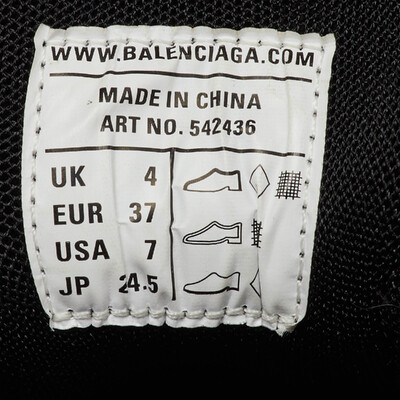 WWW.BALENCIAGA.COM
MADE IN CHINA
ART NO. 542436
UK 4
EUR 37
USA 7
JP 24.5